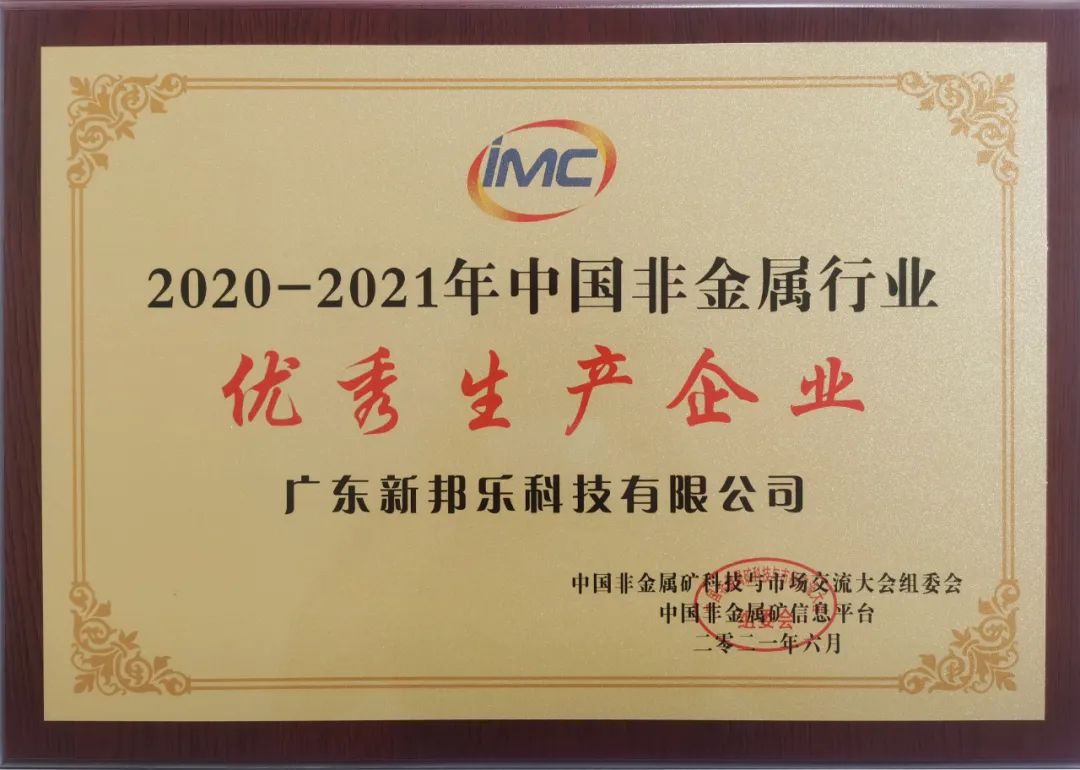 iMC
2020-2021年中国非金属行业
优秀生产企业
广东新邦乐科技有限公司
中国非金属矿科技与市场交流大会组委会
中国非金属矿信息平台
二零二一年六月
组委会